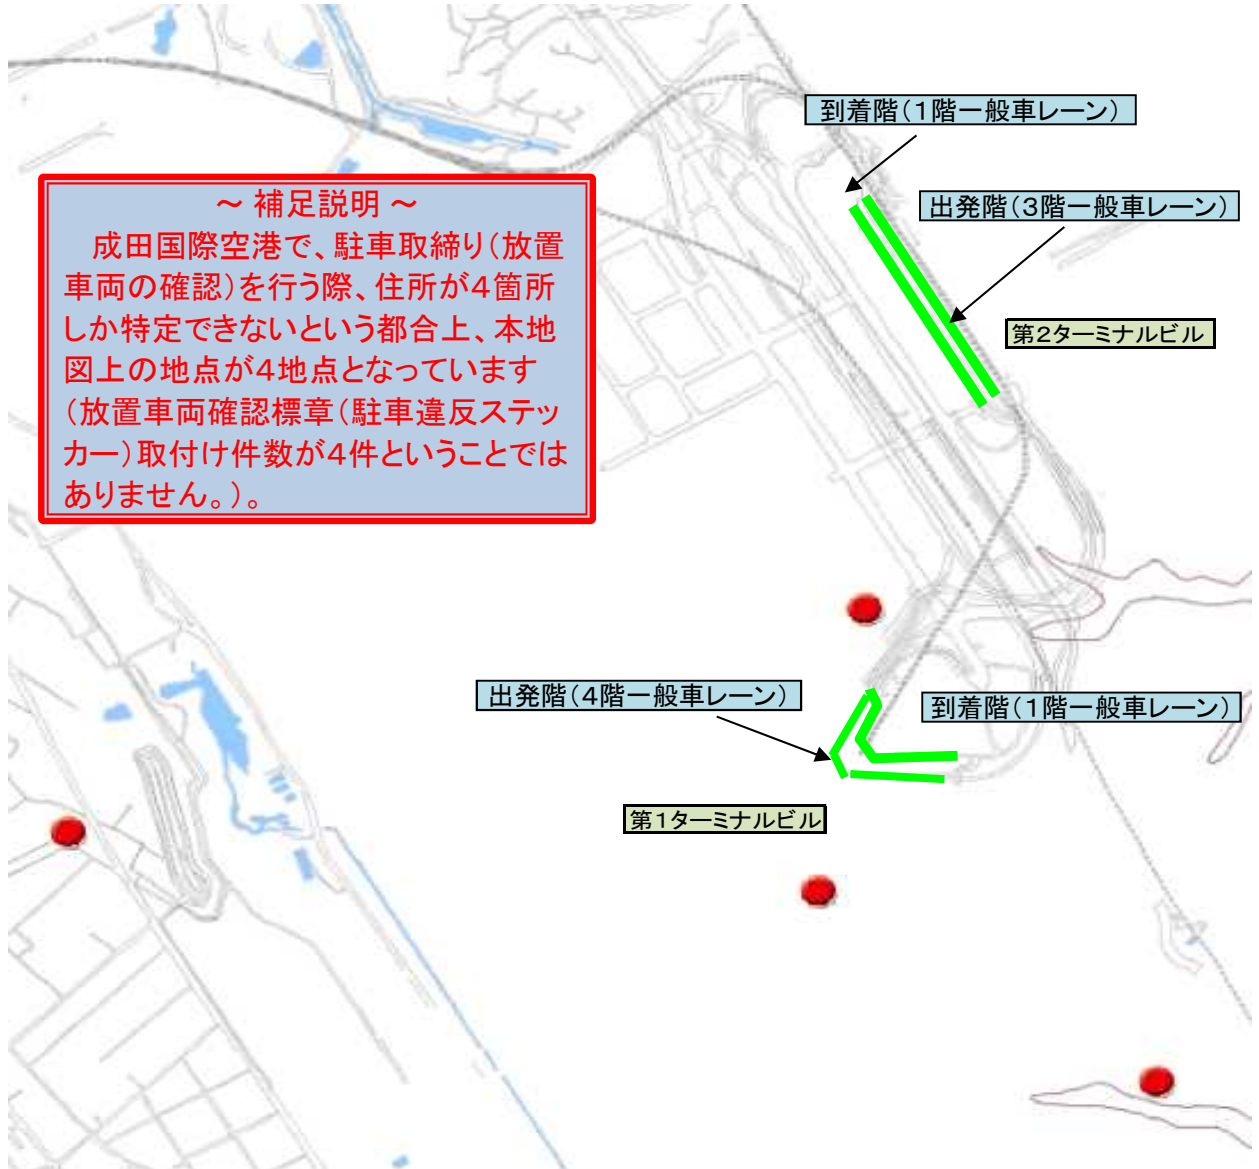 到着階(1階一般車レーン)
~ 補足説明 ~
成田国際空港で、駐車取締り(放置
車両の確認)を行う際、住所が4箇所
しか特定できないという都合上、本地
図上の地点が4地点となっています
(放置車両確認標章(駐車違反ステッ
カー)取付け件数が4件ということでは
ありません。)。
出発階(3階一般車レーン)
第2ターミナルビル
出発階(4階一般車レーン)
到着階(1階一般車レーン)
第1ターミナルビル